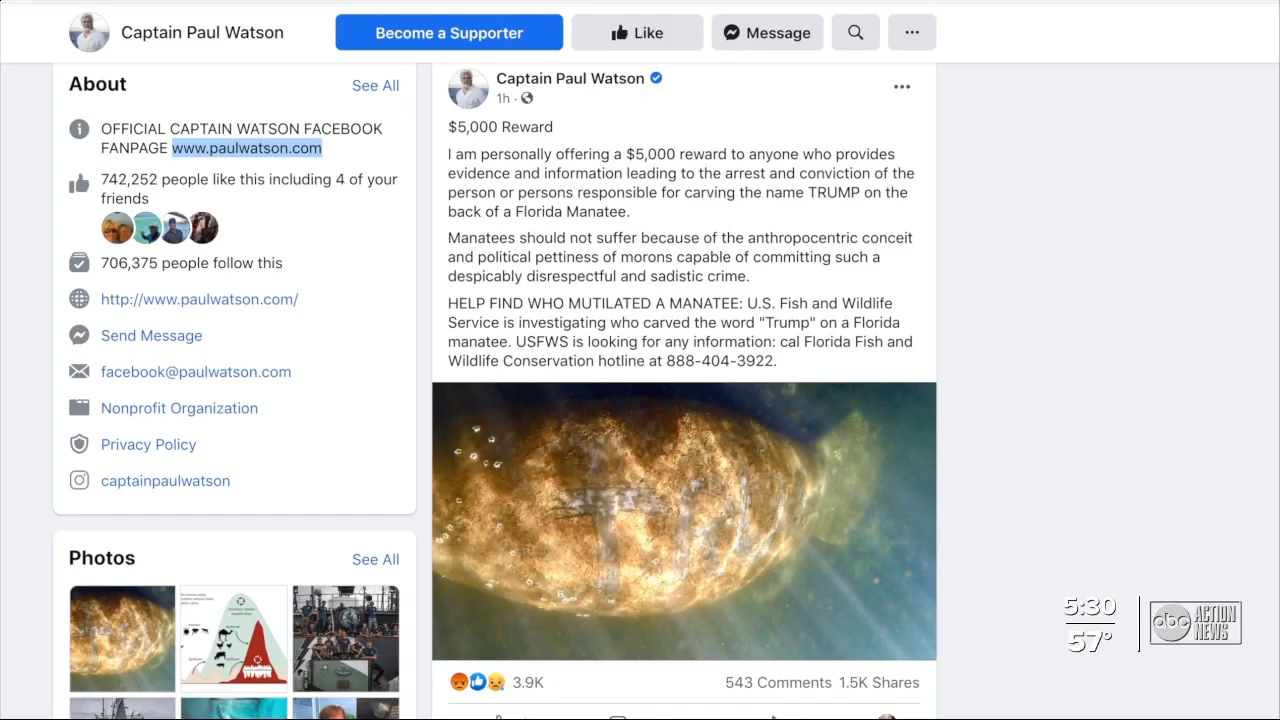 Captain Paul Watson
Become a Supporter
Like
Message
About
See All
OFFICIAL CAPTAIN WATSON FACEBOOK
FANPAGE www.paulwatson.com
742,252 people like this including 4 of your
friends
706,375 people follow this
http://www.paulwatson.com/
Send Message
facebook@paulwatson.com
Nonprofit Organization
Privacy Policy
captainpaulwatson
Photos
See All
Captain Paul Watson
1h ·
$5,000 Reward
I am personally offering a $5,000 reward to anyone who provides
evidence and information leading to the arrest and conviction of the
person or persons responsible for carving the name TRUMP on the
back of a Florida Manatee.
Manatees should not suffer because of the anthropocentric conceit
and political pettiness of morons capable of committing such a
despicably disrespectful and sadistic crime.
HELP FIND WHO MUTILATED A MANATEE: U.S. Fish and Wildlife
Service is investigating who carved the word "Trump" on a Florida
manatee. USFWS is looking for any information: cal Florida Fish and
Wildlife Conservation hotline at 888-404-3922.
3.9K
543 Comments 1.5K Shares
5:30
57°
abc
ACTION
NEWS